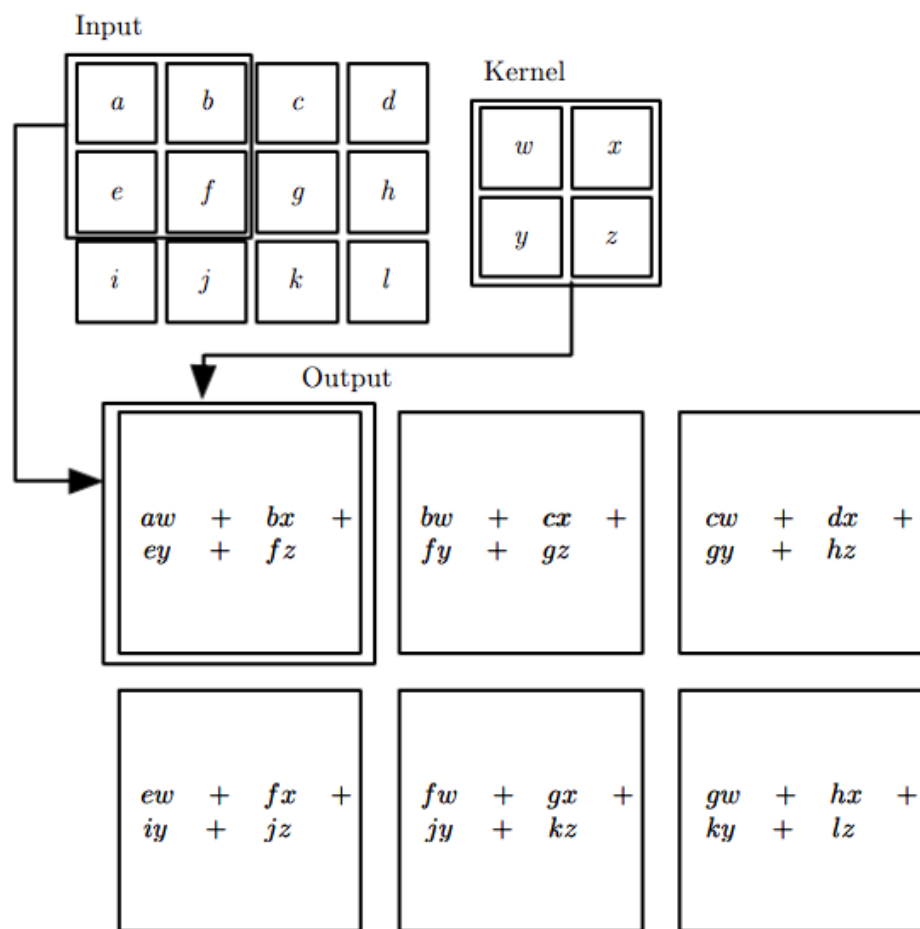 Input
Kernel
a b c d
e f g h
i j k l
w x
y z
Output
aw + bx +
ey + fz
bw + cx +
fy + gz
cw + dx +
gy + hz
ew + fx +
iy + jz
fw + gx +
jy + kz
gw + hx +
ky + lz